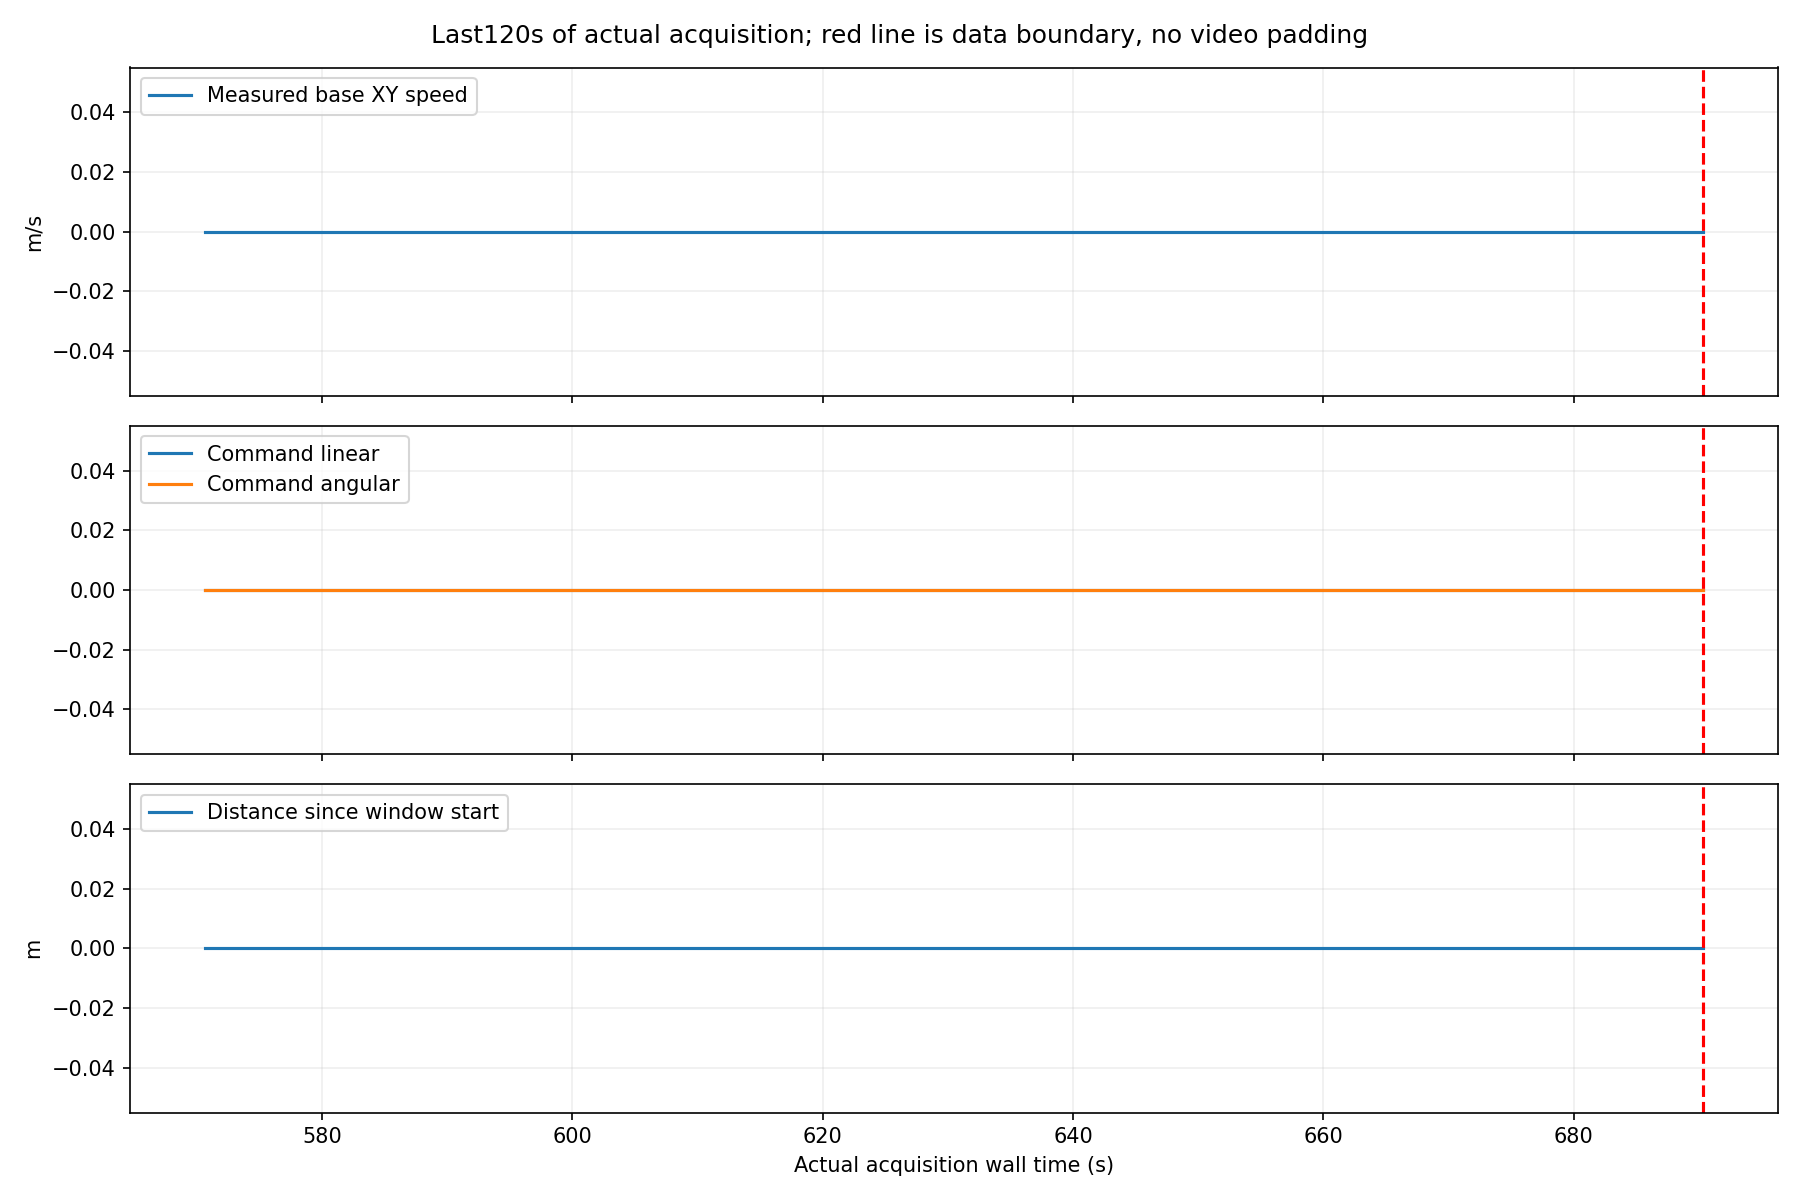 Last120s of actual acquisition; red line is data boundary, no video padding
Measured base XY speed
0.04
0.02
0.00
−0.02
−0.04
m/s
Command linear
Command angular
0.04
0.02
0.00
−0.02
−0.04
Distance since window start
0.04
0.02
0.00
−0.02
−0.04
m
580 600 620 640 660 680
Actual acquisition wall time (s)